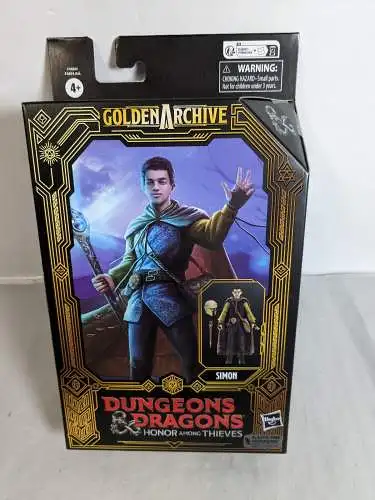 4+
WARNING:
CHOKING HAZARD-Small parts.
Not for children under 3 years.
GOLDEN ARCHIVE
SIMON
DUNGEONS
& DRAGONS
HONOR AMONG THIEVES
Hasbro